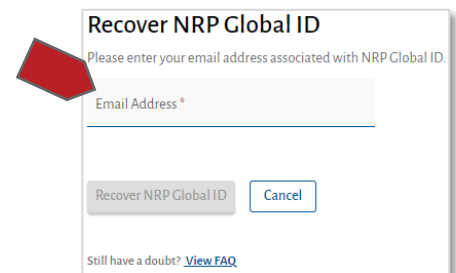 Recover NRP Global ID
Please enter your email address associated with NRP Global ID.
Email Address *
Recover NRP Global ID
Cancel
Still have a doubt? View FAQ